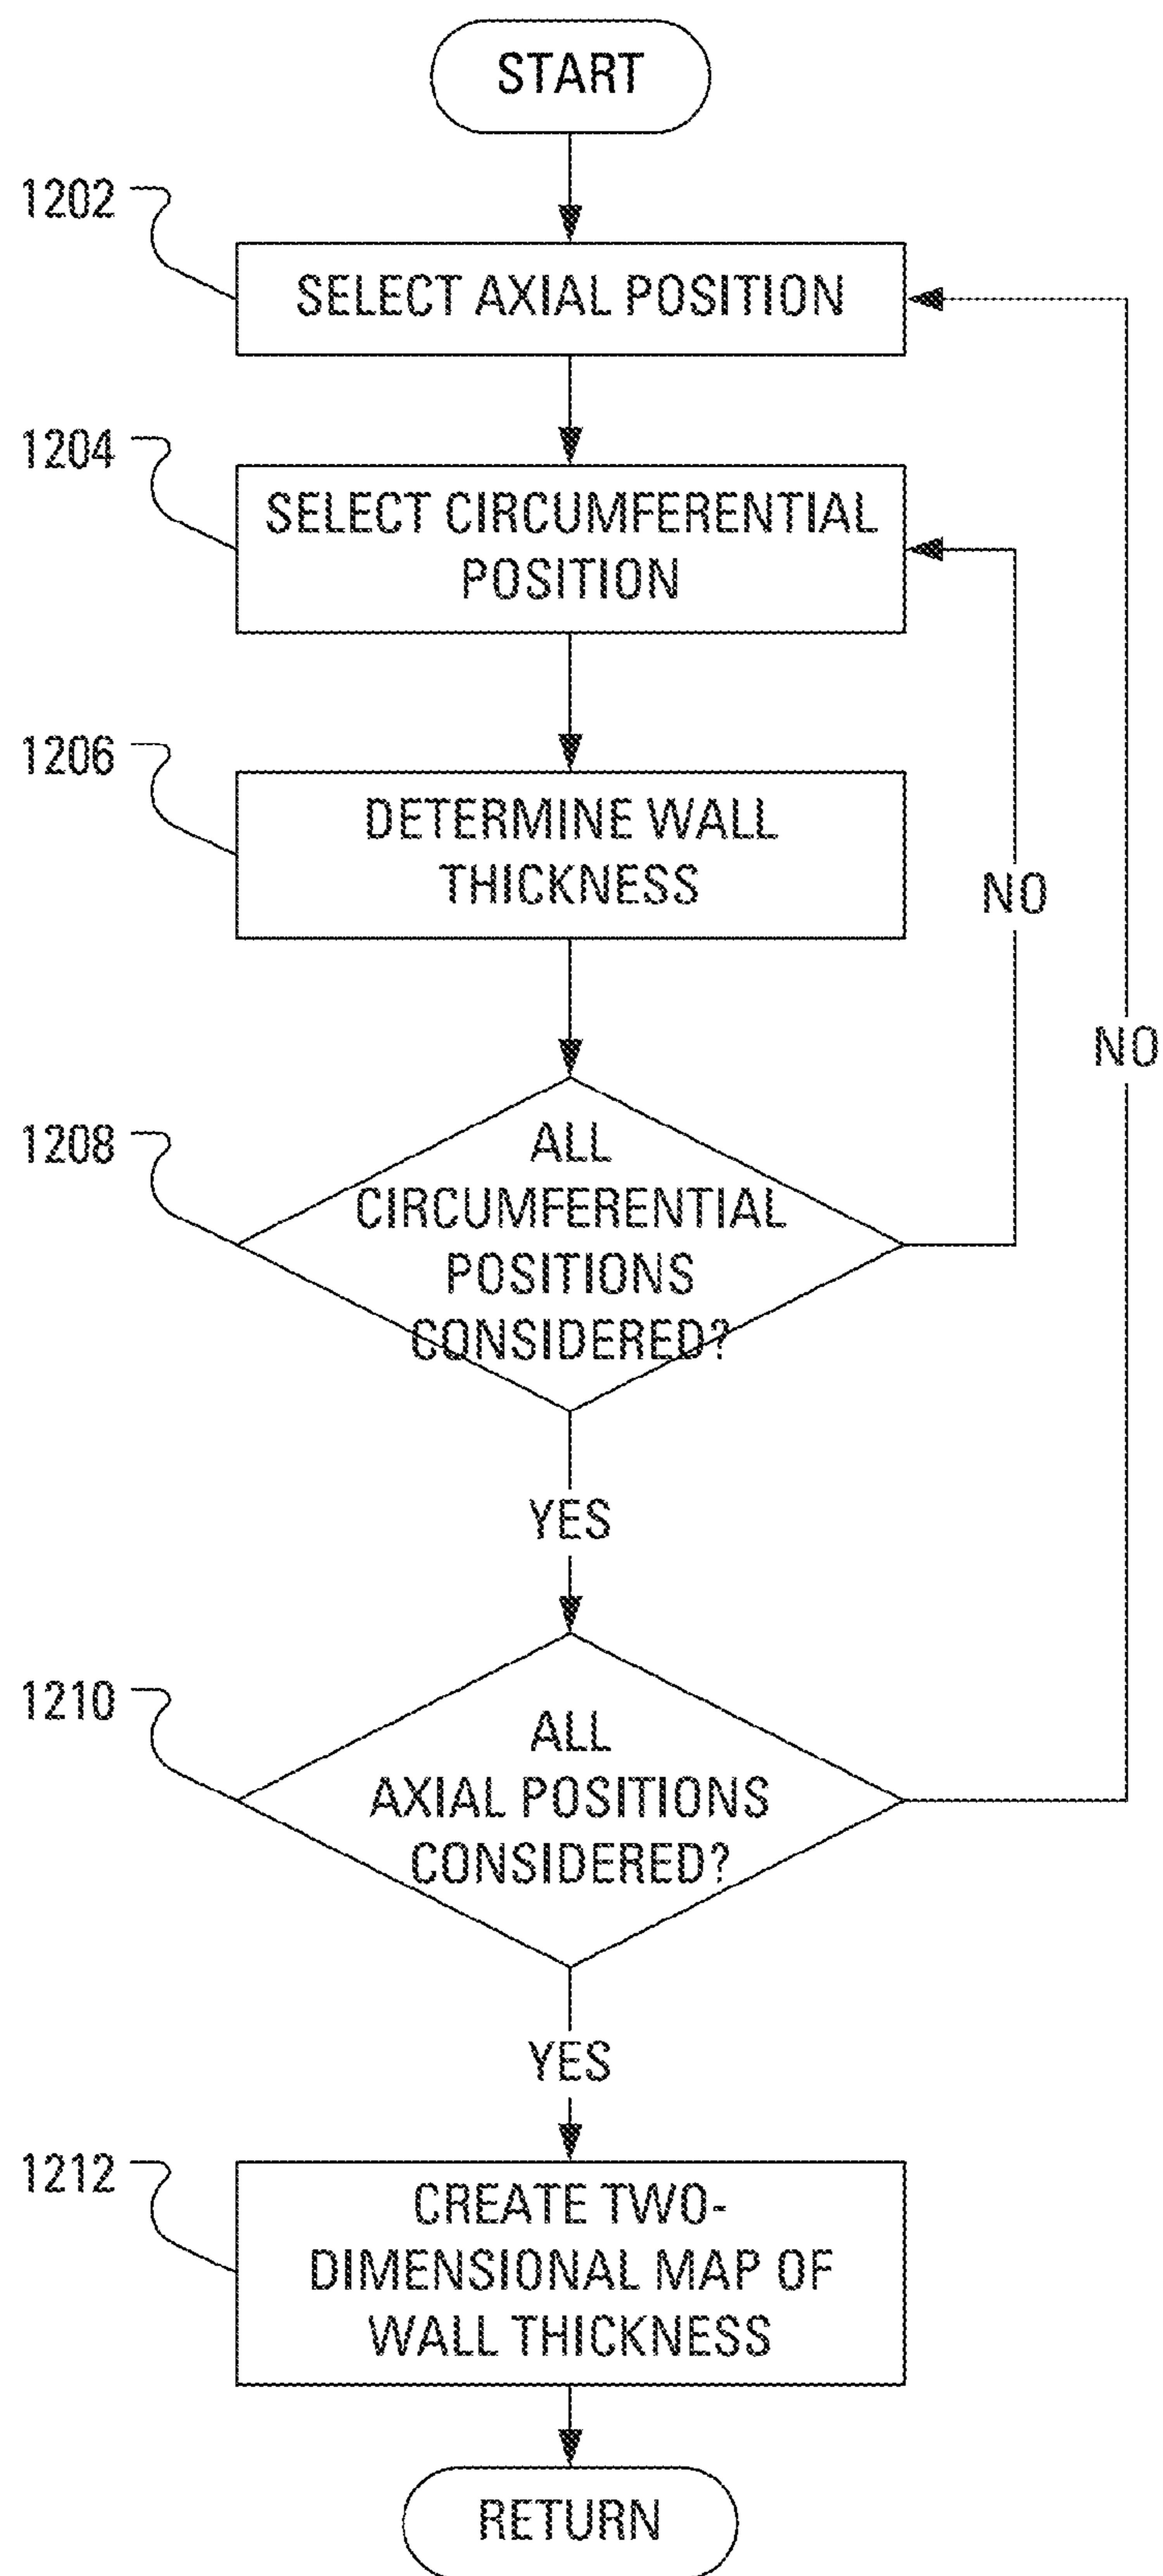 START
1202
SELECT AXIAL POSITION
1204
SELECT CIRCUMFERENTIAL
POSITION
1206
DETERMINE WALL
THICKNESS
NO
NO
1208
ALL
CIRCUMFERENTIAL
POSITIONS
CONSIDERED?
YES
1210
ALL
AXIAL POSITIONS
CONSIDERED?
YES
1212
CREATE TWO-
DIMENSIONAL MAP OF
WALL THICKNESS
RETURN